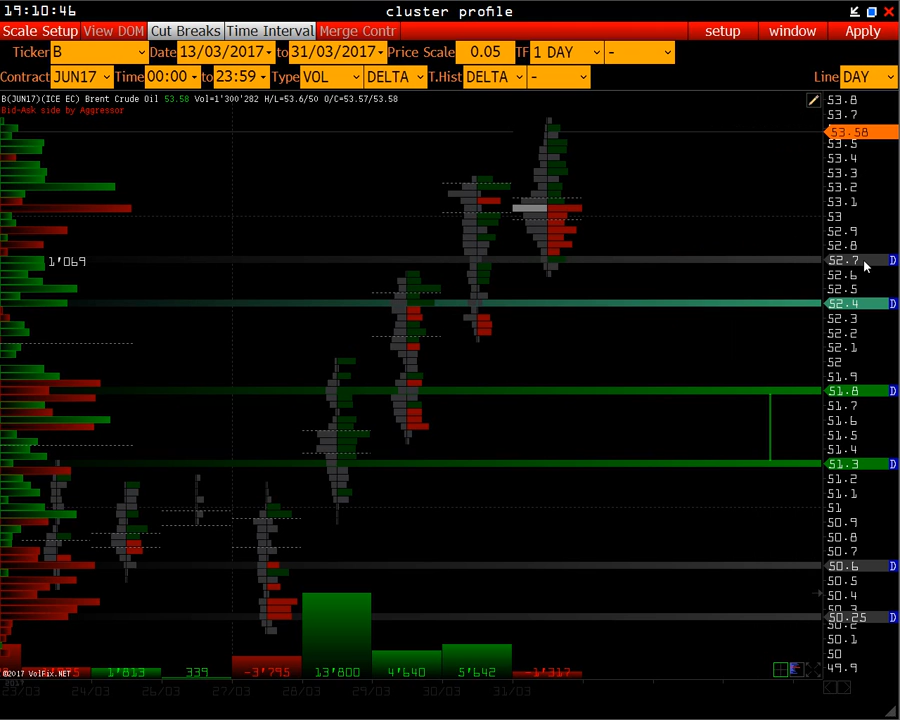 19:10:46 cluster profile
Scale Setup View DOM Cut Breaks Time Interval Merge Contr setup window Apply
Ticker B Date 13/03/2017 to 31/03/2017 Price Scale 0.05 TF 1 DAY -
Contract JUN17 Time 00:00 to 23:59 Type VOL DELTA T.Hist DELTA - Line DAY
B(JUN17)(ICE EC) Brent Crude Oil 53.58 Vol=1'300'282 H/L=53.6/50 O/C=53.57/53.58
Bid-Ask side by Aggressor
53.8
53.7
53.58
53.5
53.4
53.3
53.2
53.1
53
52.9
52.8
1'069 52.7 D
52.6
52.5
52.4 D
52.3
52.2
52.1
52
51.9
51.8 D
51.7
51.6
51.5
51.4
51.3 D
51.2
51.1
51
50.9
50.8
50.7
50.6 D
50.5
50.4
50.3
50.25 D
50.2
50.1
50
49.9
1'813 339 -3'795 13'800 4'640 5'642 -1'317
©2017 VolFix.NET
2017
23/03 24/03 26/03 27/03 28/03 29/03 30/03 31/03